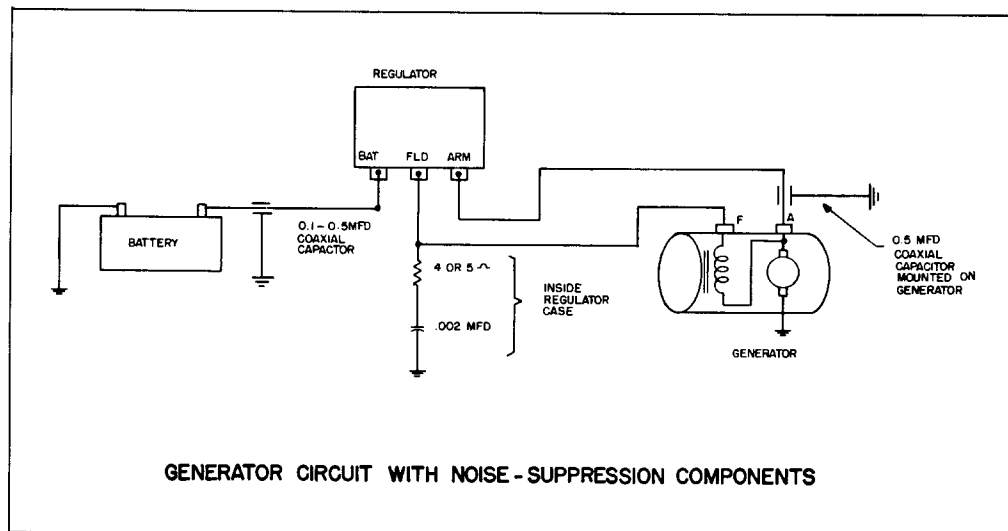 REGULATOR
BAT FLD ARM
BATTERY
0.1-0.5MFD
COAXIAL
CAPACTOR
4 OR 5 Ω
.002 MFD
INSIDE
REGULATOR
CASE
F A
GENERATOR
0.5 MFD
COAXIAL
CAPACITOR
MOUNTED ON
GENERATOR
GENERATOR CIRCUIT WITH NOISE-SUPPRESSION COMPONENTS